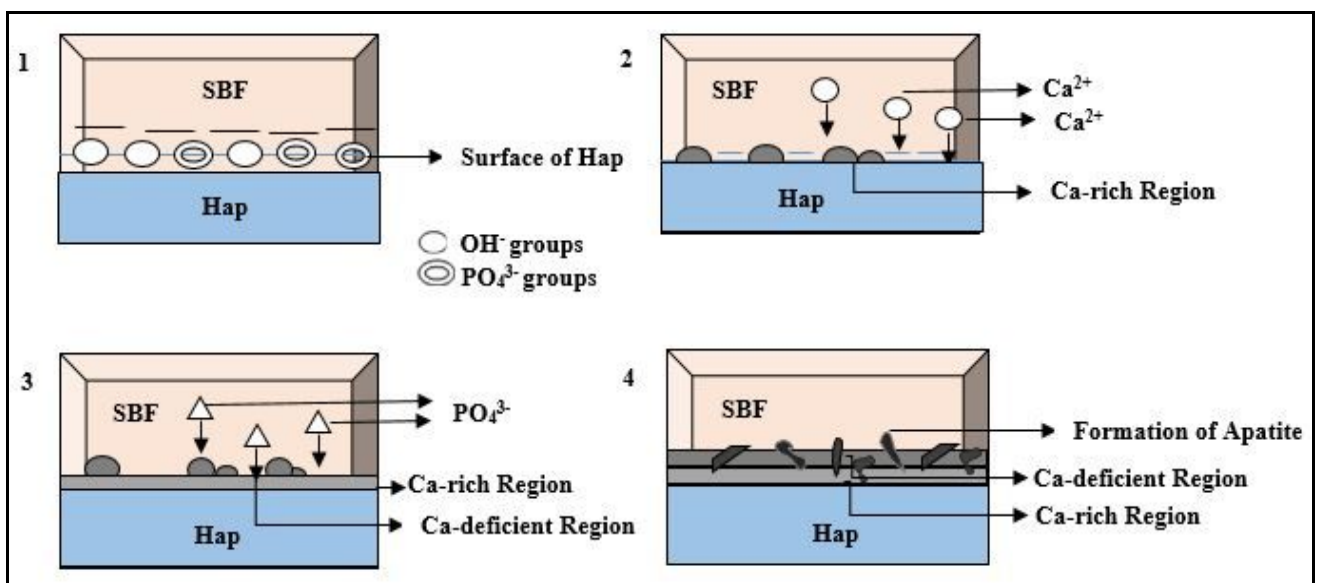 1
SBF
Surface of Hap
Hap
OH⁻ groups
PO₄³⁻ groups
2
SBF
Ca²⁺
Ca²⁺
Ca-rich Region
Hap
3
SBF
PO₄³⁻
Ca-rich Region
Ca-deficient Region
Hap
4
SBF
Formation of Apatite
Ca-deficient Region
Ca-rich Region
Hap